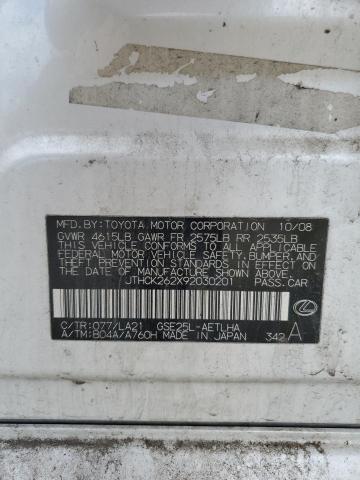 MFD.BY:TOYOTA MOTOR CORPORATION 10/08
GVWR 4615LB GAWR FR 2575LB RR 2535LB
THIS VEHICLE CONFORMS TO ALL APPLICABLE
FEDERAL MOTOR VEHICLE SAFETY, BUMPER, AND
THEFT PREVENTION STANDARDS IN EFFECT ON
THE DATE OF MANUFACTURE SHOWN ABOVE.
JTHCK262X92030201 PASS.CAR
C/TR:077/LA21 GSE25L-AETLHA
A/TM:B04A/A760H MADE IN JAPAN 342 A